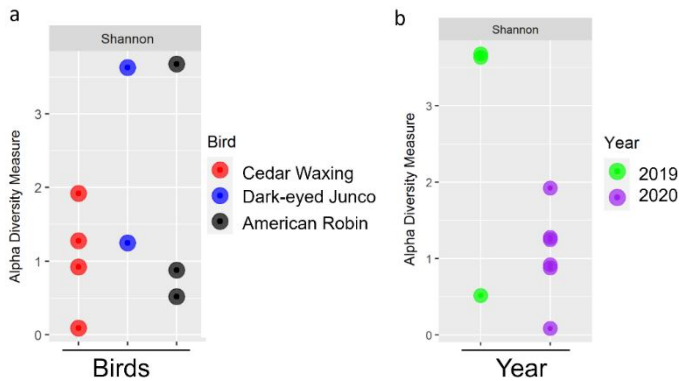 a
Shannon
3
2
1
0
Alpha Diversity Measure
Birds
Bird
Cedar Waxing
Dark-eyed Junco
American Robin
b
Shannon
3
2
1
0
Alpha Diversity Measure
Year
Year
2019
2020